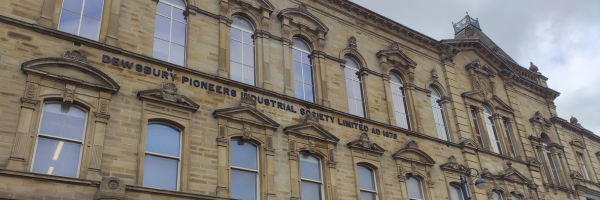 DEWSBURY PIONEERS INDUSTRIAL SOCIETY LIMITED AD 1878